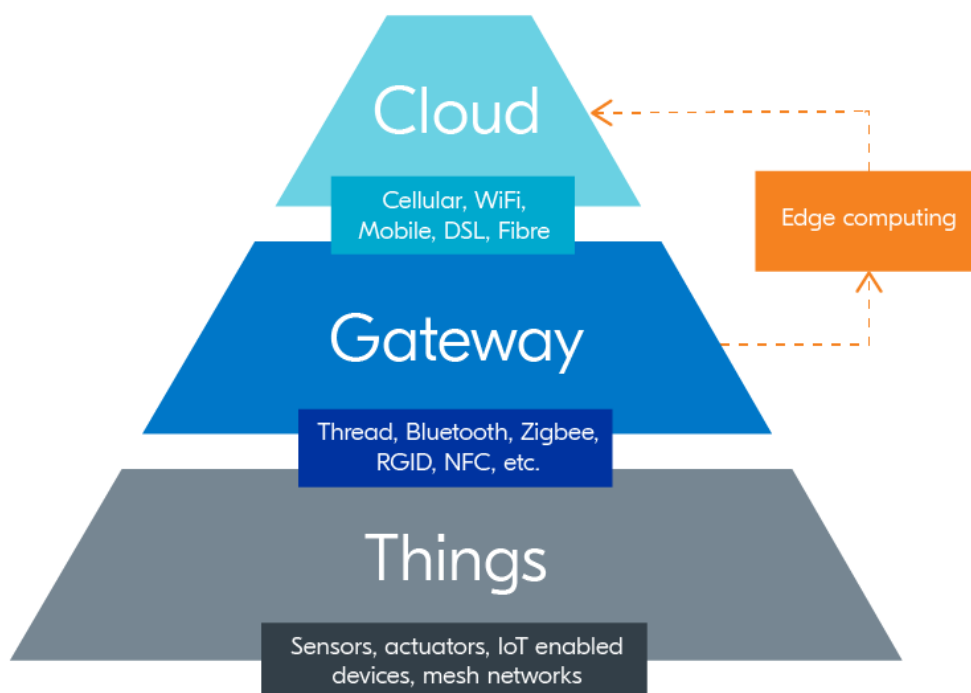 Cloud
Cellular, WiFi,
Mobile, DSL, Fibre
Edge computing
Gateway
Thread, Bluetooth, Zigbee,
RGID, NFC, etc.
Things
Sensors, actuators, IoT enabled
devices, mesh networks